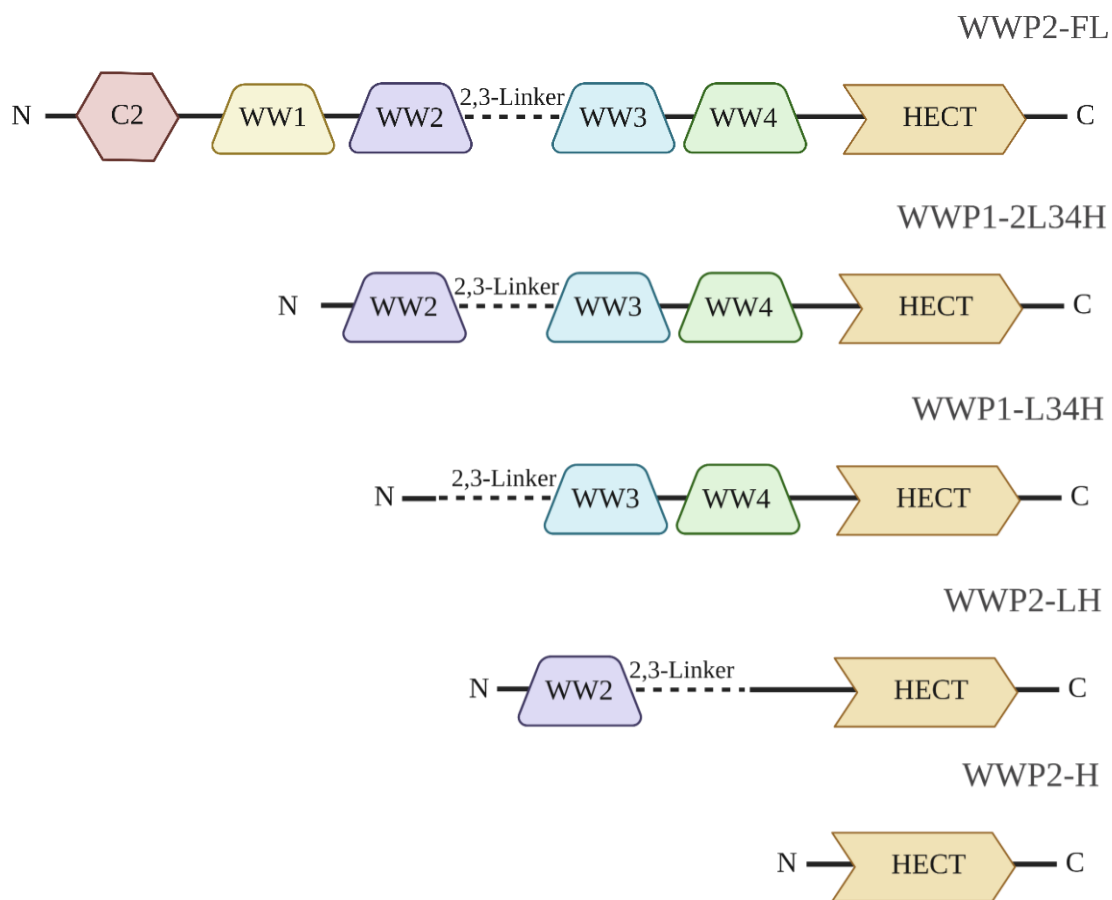 WWP2-FL
N C2 WW1 WW2 2,3-Linker WW3 WW4 HECT C
WWP1-2L34H
N WW2 2,3-Linker WW3 WW4 HECT C
WWP1-L34H
N 2,3-Linker WW3 WW4 HECT C
WWP2-LH
N WW2 2,3-Linker HECT C
WWP2-H
N HECT C